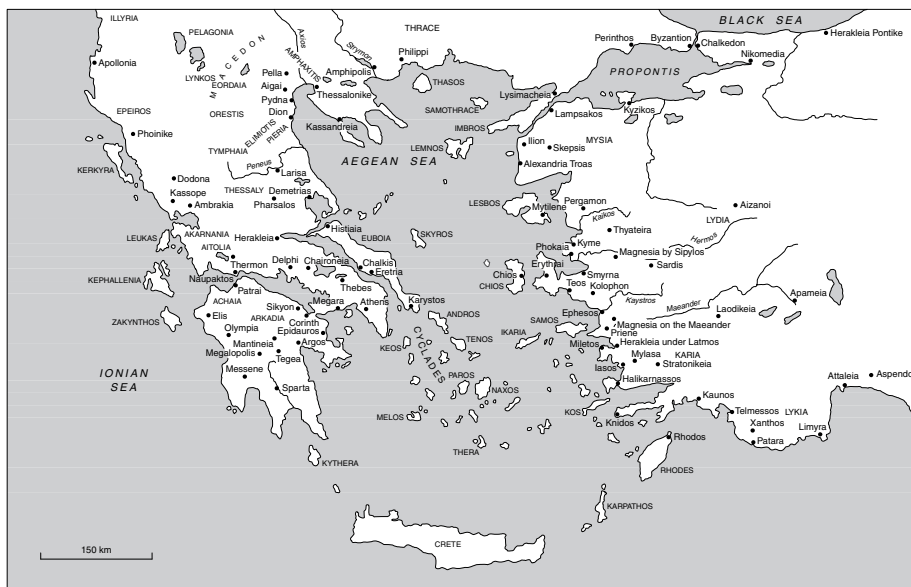 ILLYRIA
THRACE
BLACK SEA
PELAGONIA
MACEDON
Axios
AMPHAXITIS
Strymon
Philippi
Perinthos
Byzantion
Chalkedon
Herakleia Pontike
Apollonia
LYNKOS
EORDAIA
Pella
Aigai
Amphipolis
Thessalonike
THASOS
PROPONTIS
Nikomedia
Lysimacheia
EPEIROS
ORESTIS
ELIMIOTIS
PIERIA
Pydna
Dion
Kassandreia
SAMOTHRACE
IMBROS
Lampsakos
Kyzikos
Phoinike
TYMPHAIA
Peneus
LEMNOS
Ilion
Skepsis
MYSIA
AEGEAN SEA
Alexandria Troas
KERKYRA
Dodona
Larisa
Kassope
Ambrakia
THESSALY
Demetrias
Pharsalos
LESBOS
Mytilene
Pergamon
Kaïkos
Aizanoi
LYDIA
Hermos
Thyateira
LEUKAS
AKARNANIA
AITOLIA
Herakleia
Histiaia
EUBOIA
SKYROS
Phokaia
Kyme
Magnesia by Sipylos
Sardis
KEPHALLENIA
Thermon
Delphi
Chaironeia
Chalkis
Eretria
Erythrai
Chios
CHIOS
Smyrna
Naupaktos
Patrai
Thebes
Teos
Kolophon
Kaystros
Maeander
Laodikeia
Apameia
ACHAIA
Sikyon
Megara
Athens
Karystos
ZAKYNTHOS
Elis
ARKADIA
Corinth
ANDROS
Ephesos
SAMOS
Magnesia on the Maeander
Olympia
Epidauros
Mantineia
Argos
KEOS
CYCLADES
TENOS
IKARIA
Priene
Miletos
Herakleia under Latmos
Megalopolis
Tegea
Mylasa
KARIA
Iasos
Stratonikeia
IONIAN
SEA
Messene
Sparta
PAROS
NAXOS
Halikarnassos
Attaleia
Aspendo
MELOS
KOS
Knidos
Kaunos
Telmessos
LYKIA
Xanthos
Limyra
Patara
THERA
Rhodos
KYTHERA
RHODES
KARPATHOS
CRETE
150 km